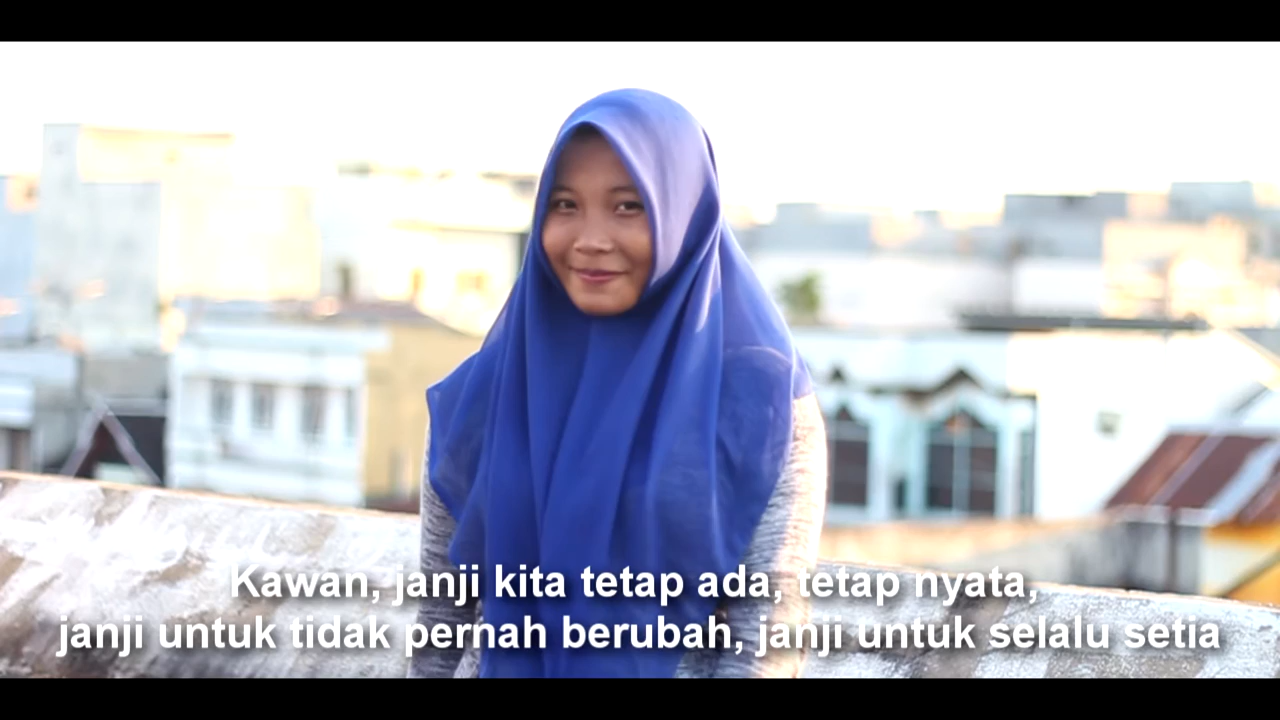 Kawan, janji kita tetap ada, tetap nyata,
janji untuk tidak pernah berubah, janji untuk selalu setia